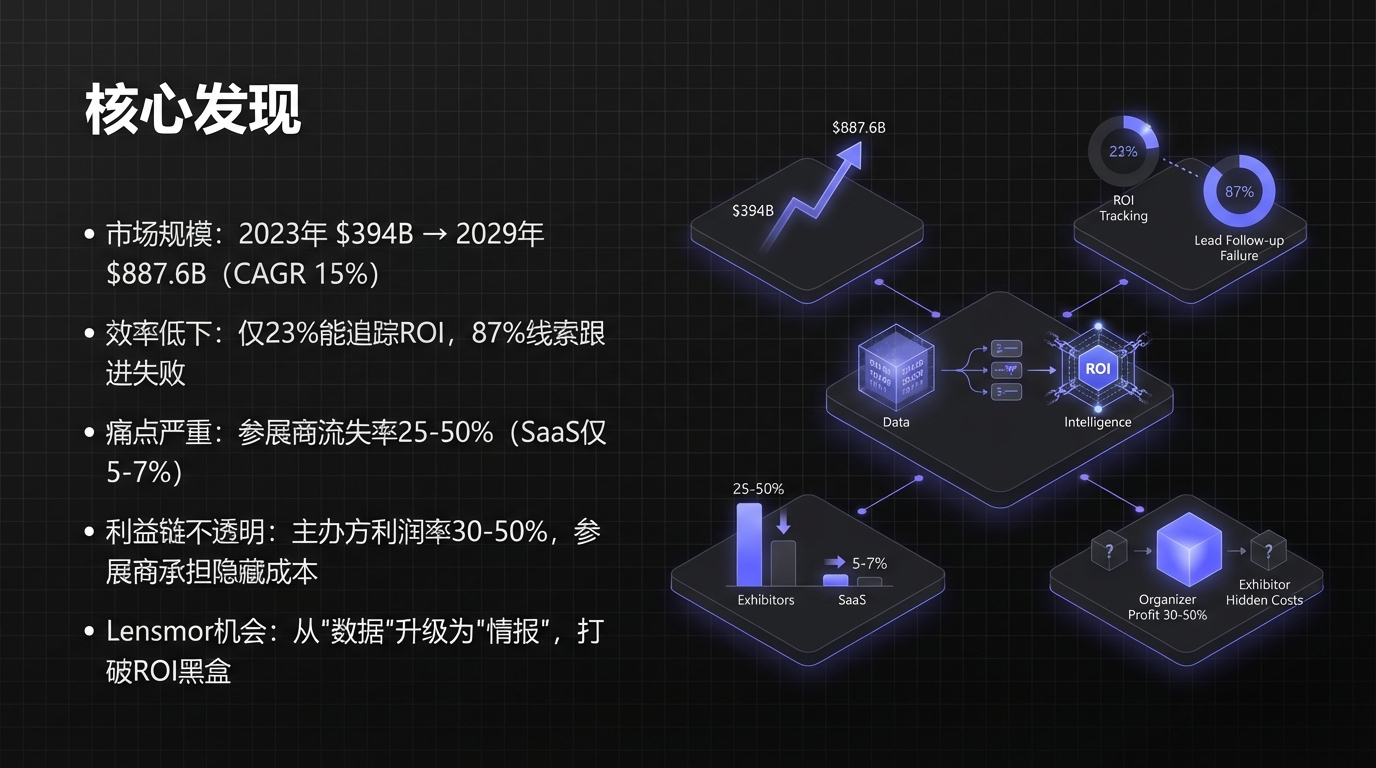 核心发现
• 市场规模：2023年 $394B → 2029年
$887.6B（CAGR 15%）
• 效率低下：仅23%能追踪ROI，87%线索跟
进失败
• 痛点严重：参展商流失率25-50%（SaaS仅
5-7%）
• 利益链不透明：主办方利润率30-50%，参
展商承担隐藏成本
• Lensmor机会：从"数据"升级为"情报"，打
破ROI黑盒
$887.6B
$394B
23%
ROI
Tracking
87%
Lead Follow-up
Failure
Data
ROI
Intelligence
25-50%
5-7%
Exhibitors
SaaS
?
?
Organizer
Profit 30-50%
Exhibitor
Hidden Costs